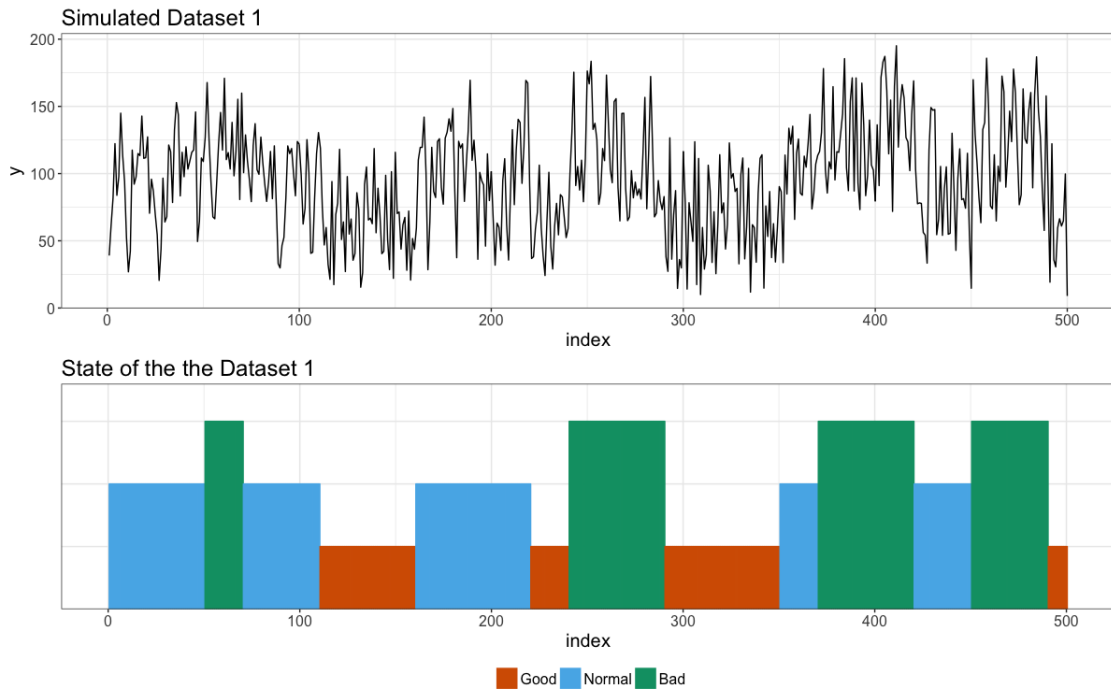 Simulated Dataset 1
200
150
100
50
0
y
0 100 200 300 400 500
index
State of the the Dataset 1
0 100 200 300 400 500
index
Good Normal Bad